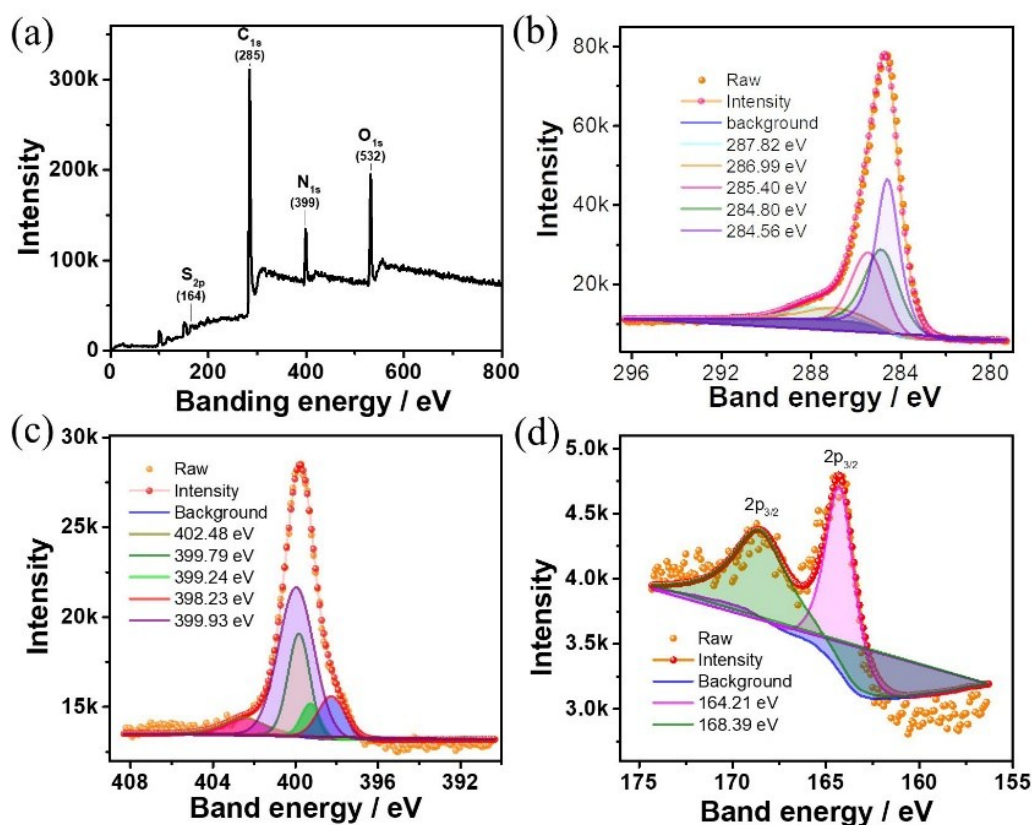 (a)
C1s
(285)
O1s
(532)
N1s
(399)
S2p
(164)
300k
200k
100k
0
Intensity
0 200 400 600 800
Banding energy / eV
(b)
80k
60k
40k
20k
Intensity
Raw
Intensity
background
287.82 eV
286.99 eV
285.40 eV
284.80 eV
284.56 eV
296 292 288 284 280
Band energy / eV
(c)
30k
25k
20k
15k
Intensity
Raw
Intensity
Background
402.48 eV
399.79 eV
399.24 eV
398.23 eV
399.93 eV
408 404 400 396 392
Band energy / eV
(d)
5.0k
4.5k
4.0k
3.5k
3.0k
Intensity
2p3/2
2p3/2
Raw
Intensity
Background
164.21 eV
168.39 eV
175 170 165 160 155
Band energy / eV